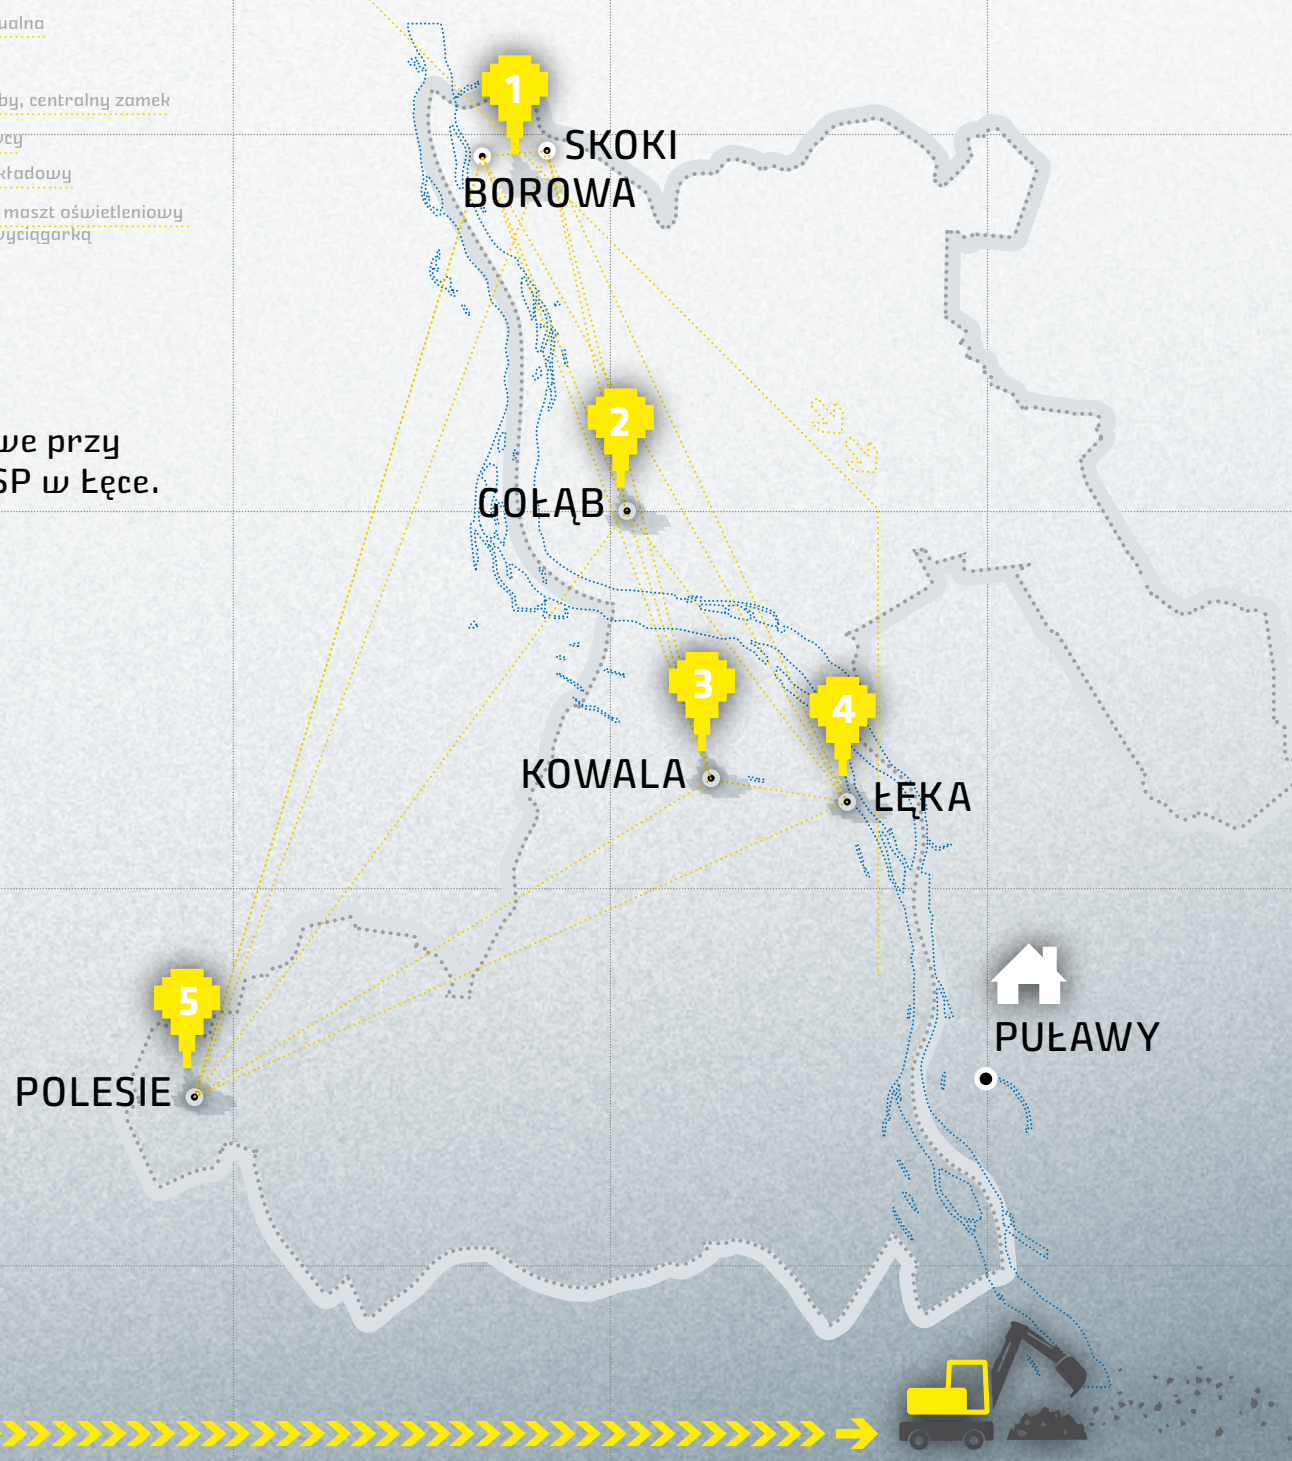 ualna
by, centralny zamek
wcy
kładowy
maszt oświetleniowy
wyciągarką
1
SKOKI
BOROWA
2
we przy
SP w Łęce.
GOŁĄB
3
4
KOWALA
ŁĘKA
5
PUŁAWY
POLESIE